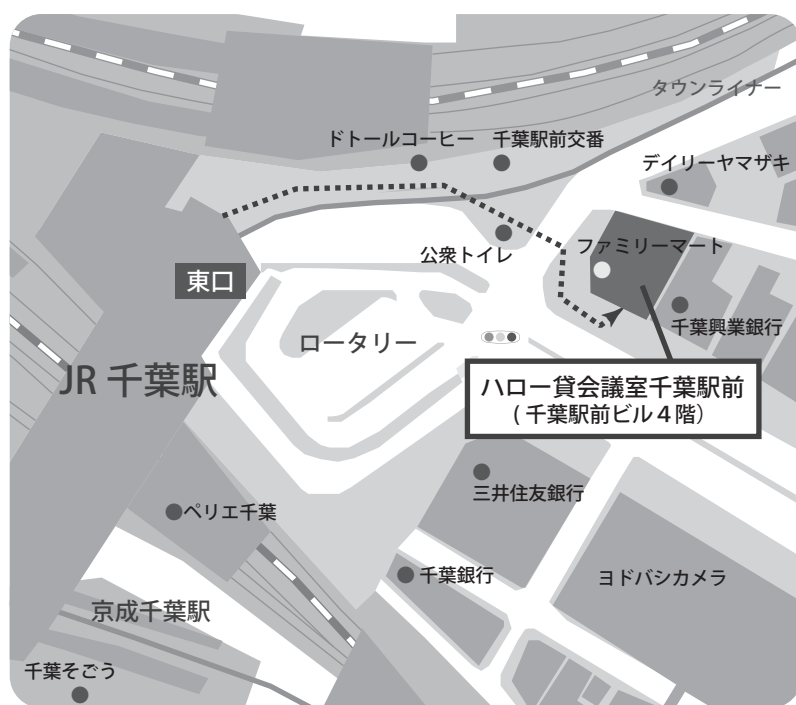 タウンライナー
ドトールコーヒー
千葉駅前交番
デイリーヤマザキ
公衆トイレ
ファミリーマート
東口
千葉興業銀行
ロータリー
JR 千葉駅
ハロー貸会議室千葉駅前
( 千葉駅前ビル４階）
三井住友銀行
ペリエ千葉
千葉銀行
ヨドバシカメラ
京成千葉駅
千葉そごう